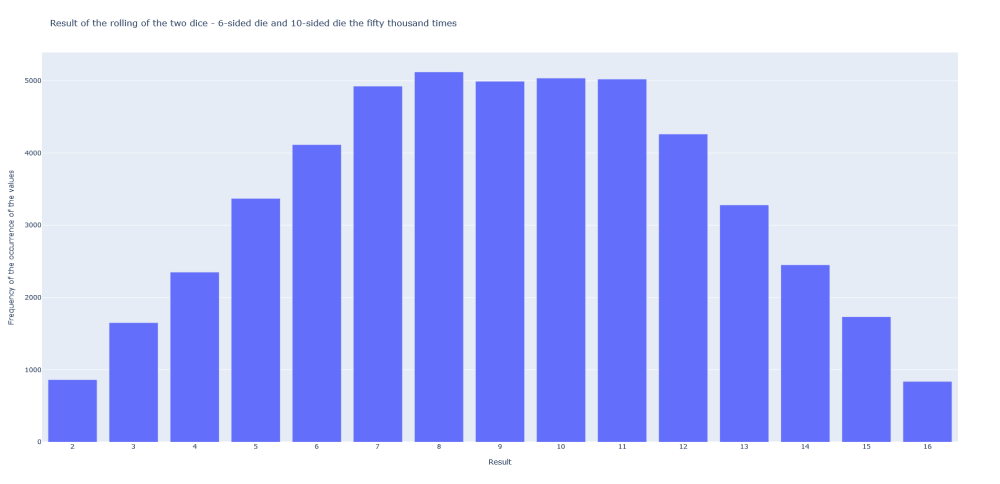 Result of the rolling of the two dice - 6-sided die and 10-sided die the fifty thousand times
Frequency of the occurrence of the values
5000
4000
3000
2000
1000
0
2 3 4 5 6 7 8 9 10 11 12 13 14 15 16
Result